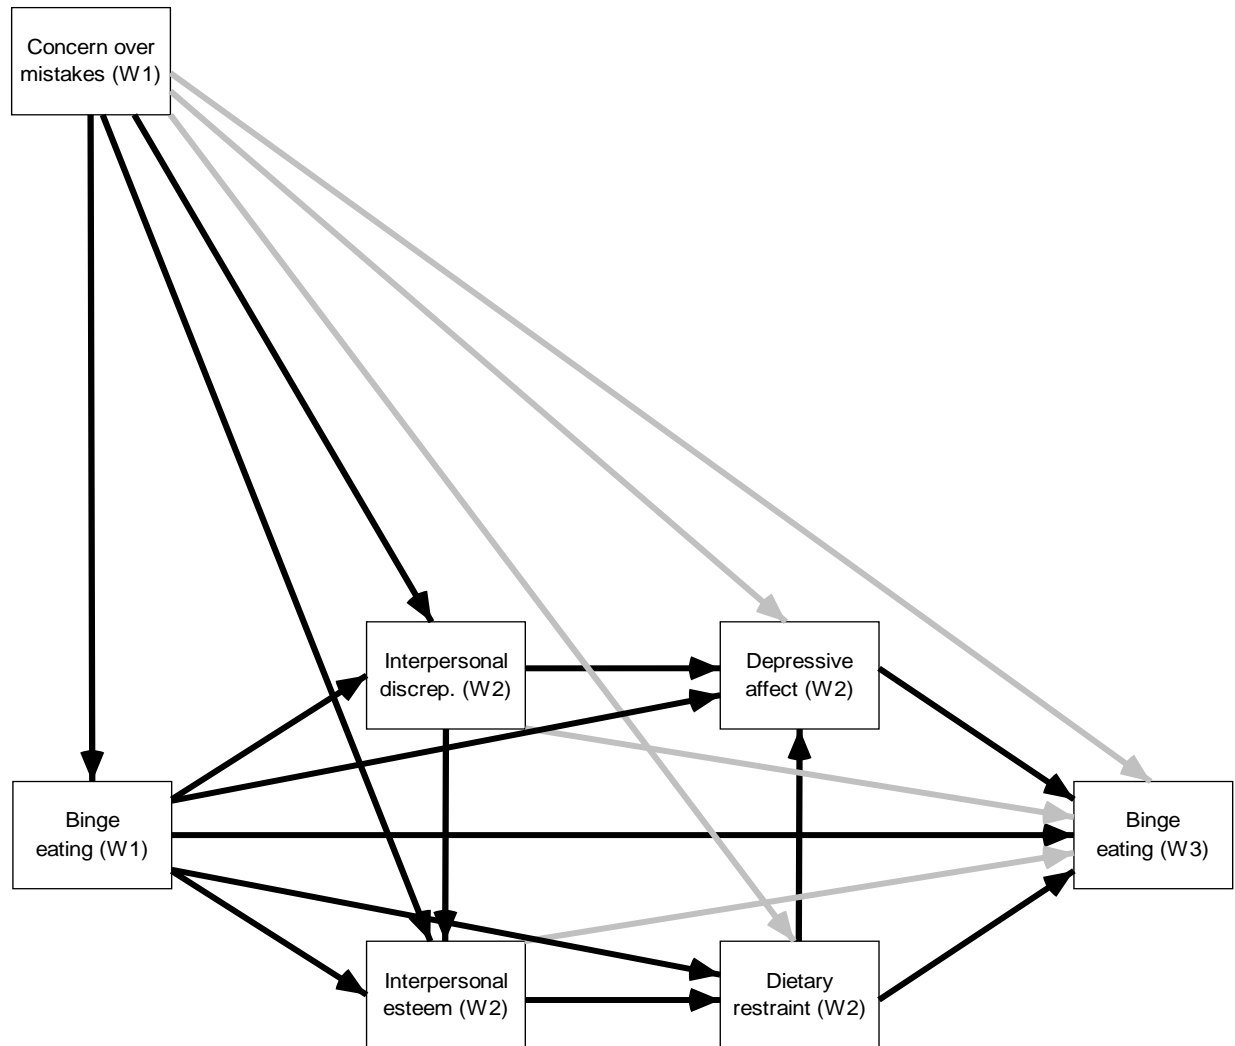 Concern over
mistakes (W1)
Interpersonal
discrep. (W2)
Depressive
affect (W2)
Binge
eating (W1)
Binge
eating (W3)
Interpersonal
esteem (W2)
Dietary
restraint (W2)